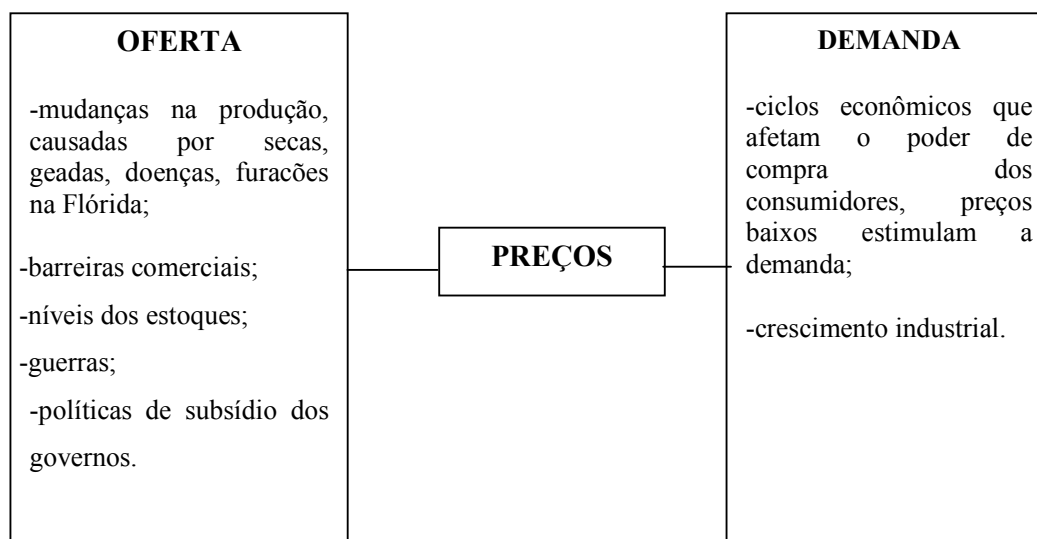 OFERTA
-mudanças na produção,
causadas por secas,
geadas, doenças, furacões
na Flórida;
-barreiras comerciais;
-níveis dos estoques;
-guerras;
-políticas de subsídio dos
governos.
PREÇOS
DEMANDA
-ciclos econômicos que
afetam o poder de
compra dos
consumidores, preços
baixos estimulam a
demanda;
-crescimento industrial.